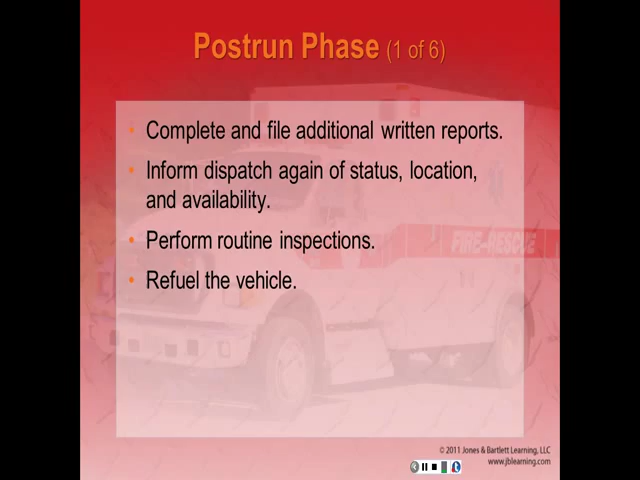 Postrun Phase (1 of 6)
• Complete and file additional written reports.
• Inform dispatch again of status, location,
and availability.
• Perform routine inspections.
FIRE-RESCUE
• Refuel the vehicle.
© 2011 Jones & Bartlett Learning, LLC
www.jblearning.com